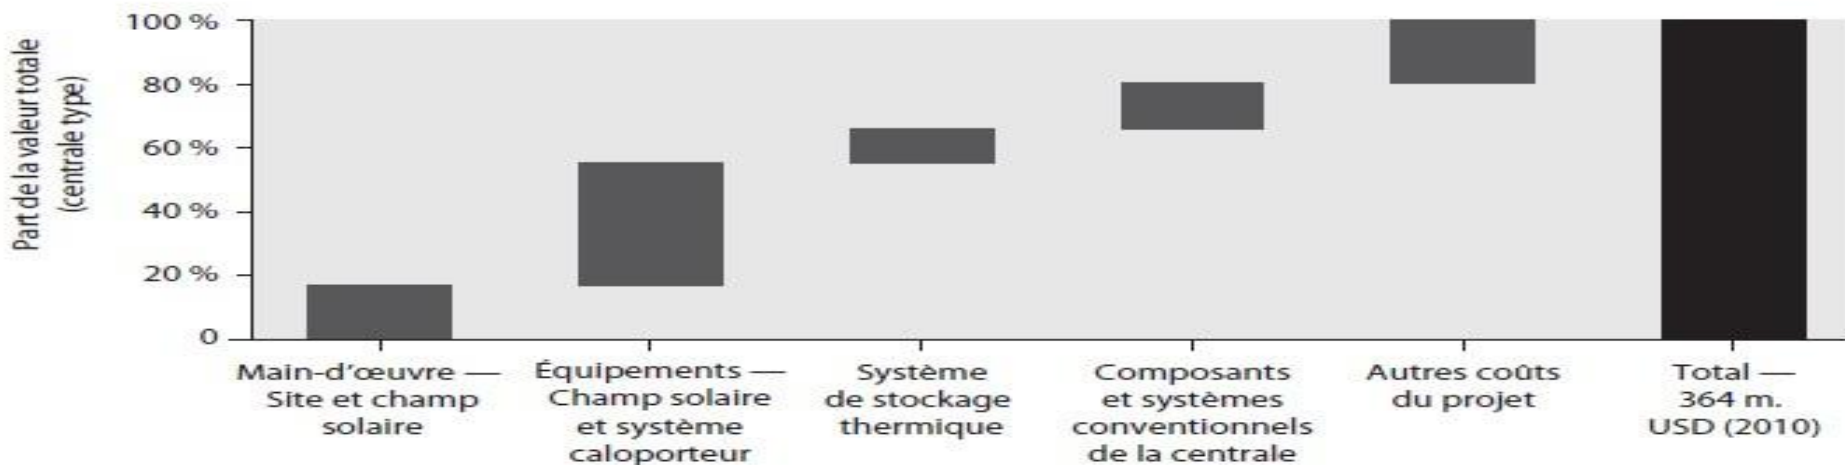 Part de la valeur totale
(centrale type)
100 %
80 %
60 %
40 %
20 %
0
Main-d'œuvre —
Site et champ
solaire
Équipements —
Champ solaire
et système
caloporteur
Système
de stockage
thermique
Composants
et systèmes
conventionnels
de la centrale
Autres coûts
du projet
Total —
364 m.
USD (2010)